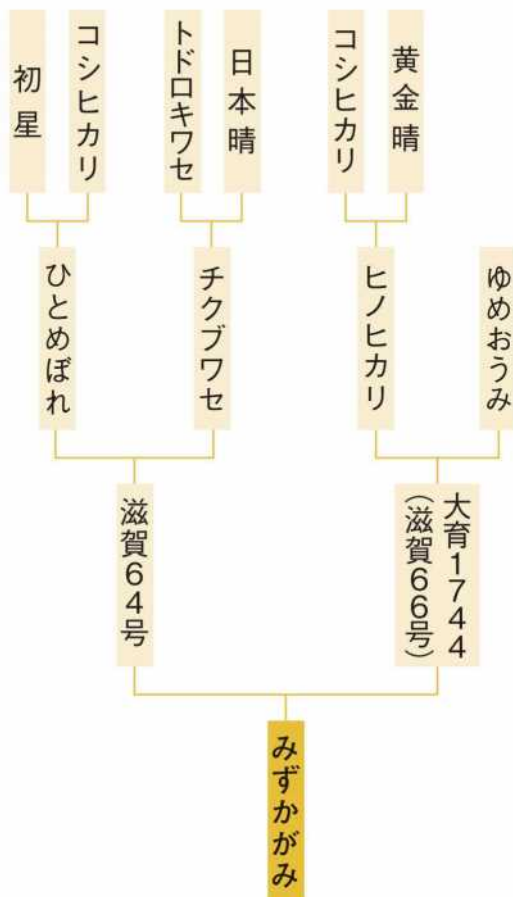 黄金晴
コシヒカリ
日本晴
トドロキワセ
コシヒカリ
初星
ゆめおうみ
ヒノヒカリ
チクブワセ
ひとめぼれ
大育1744
(滋賀66号)
滋賀64号
みずかがみ